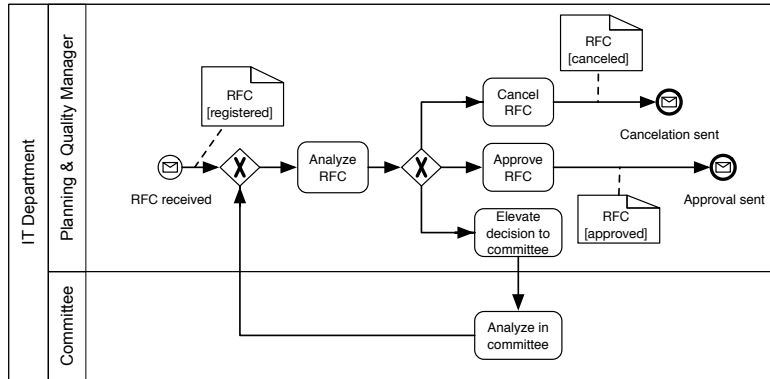 IT Department
Planning & Quality Manager
Committee
RFC
[registered]
RFC received
X
Analyze
RFC
X
Cancel
RFC
RFC
[canceled]
Cancelation sent
Approve
RFC
RFC
[approved]
Approval sent
Elevate
decision to
committee
Analyze in
committee